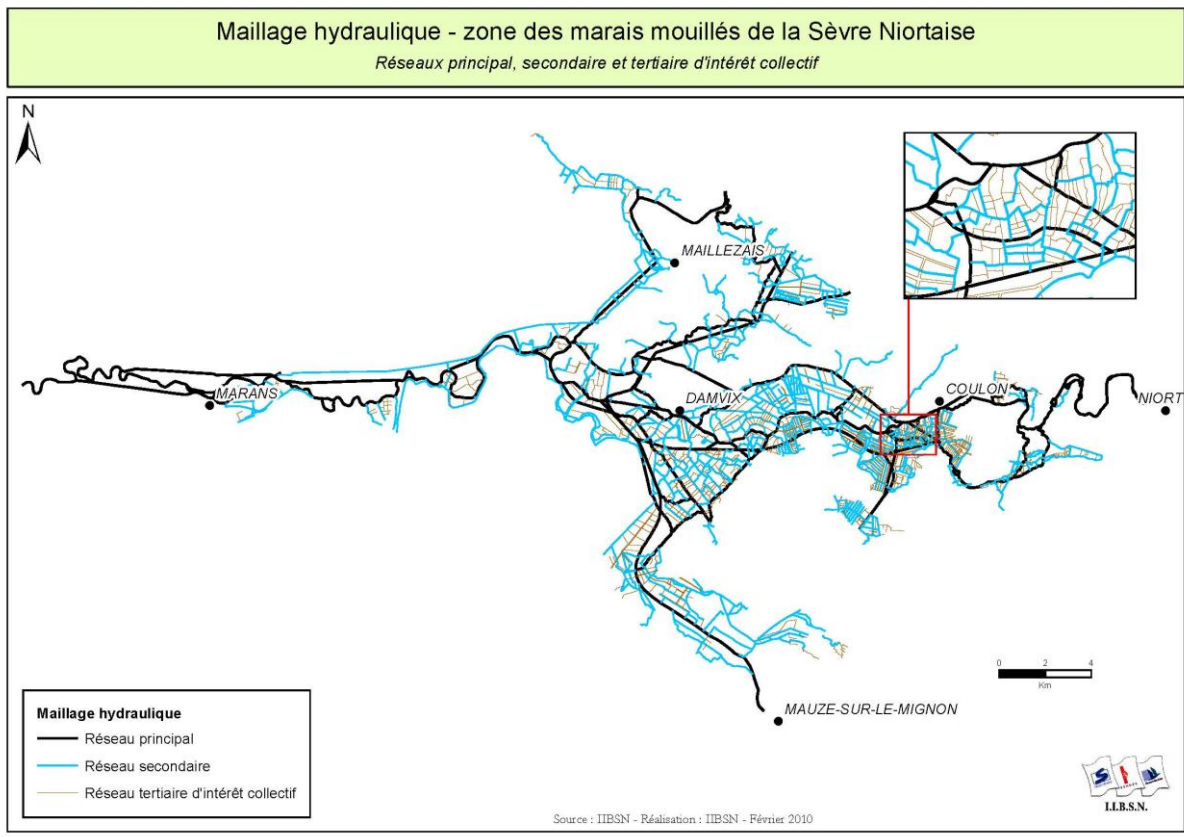 Maillage hydraulique - zone des marais mouillés de la Sèvre Niortaise
Réseaux principal, secondaire et tertiaire d'intérêt collectif
N
MAILLEZAIS
MARANS
DAMVIX
COULON
NIORT
MAUZE-SUR-LE-MIGNON
0 2 4
Km
Maillage hydraulique
Réseau principal
Réseau secondaire
Réseau tertiaire d'intérêt collectif
I.I.B.S.N.
Source : IIBSN - Réalisation : IIBSN - Février 2010